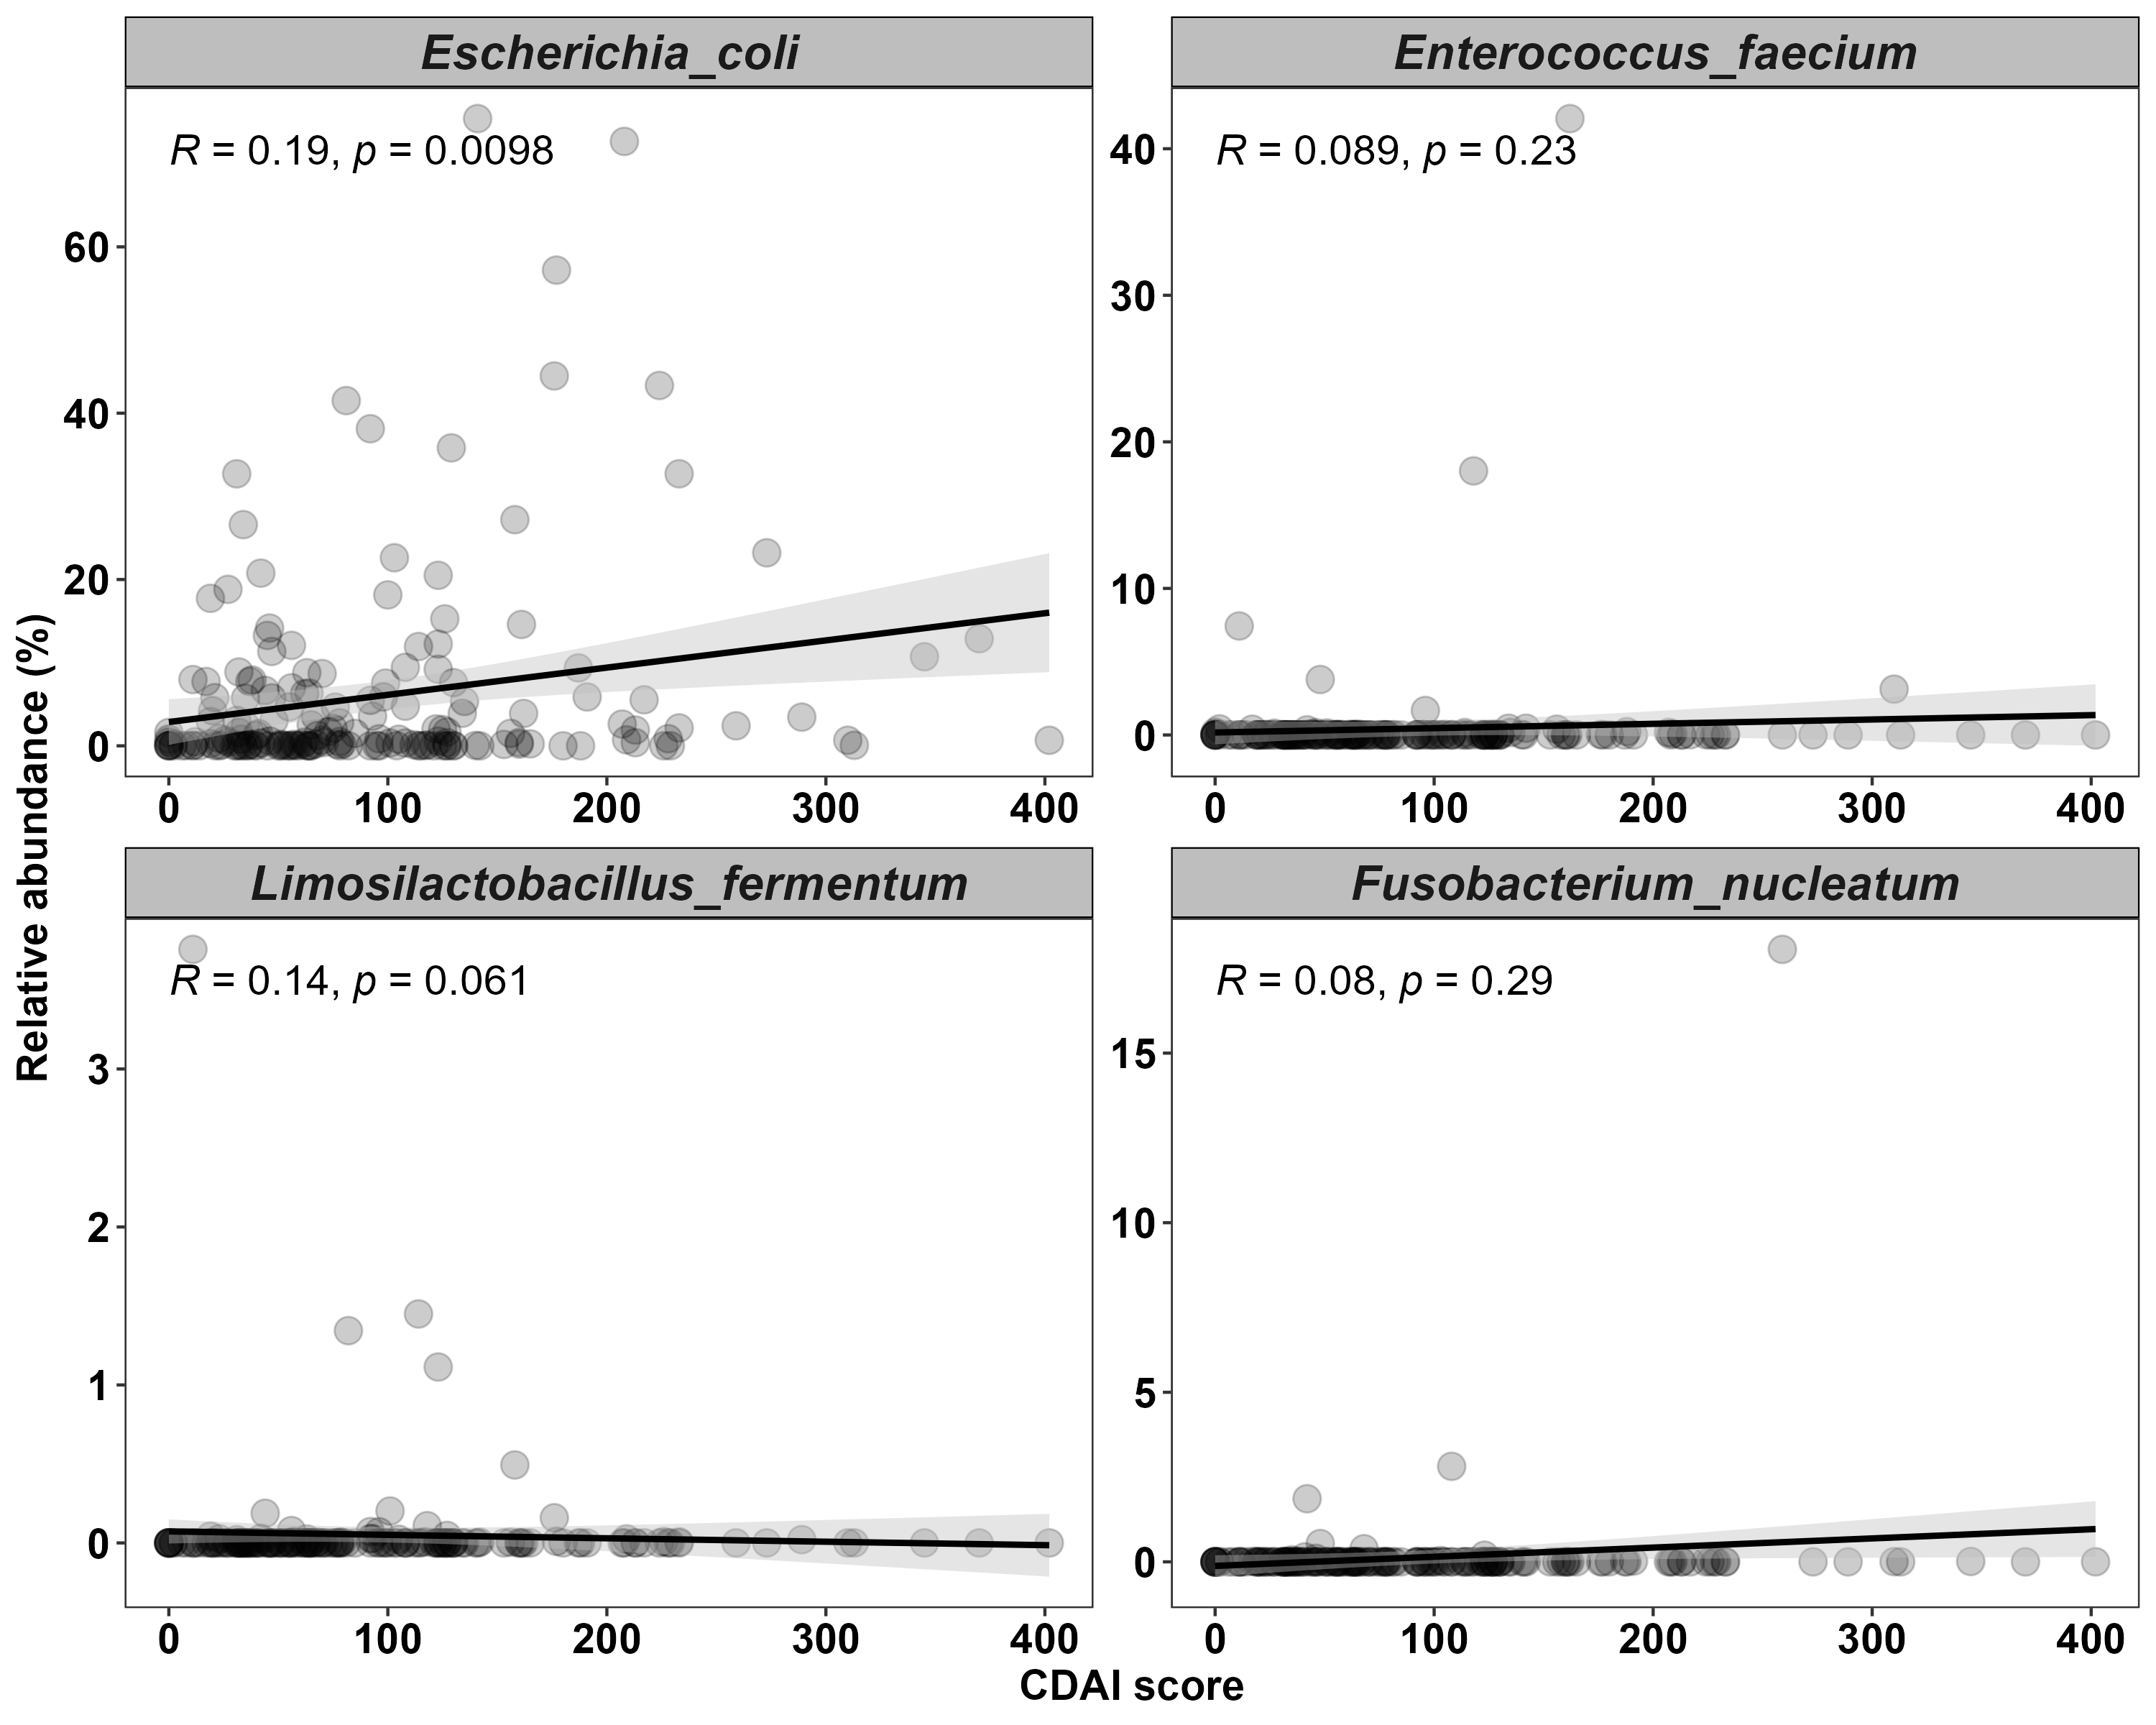 Escherichia_coli
R = 0.19, p = 0.0098
60
40
20
0
0 100 200 300 400
Enterococcus_faecium
R = 0.089, p = 0.23
40
30
20
10
0
0 100 200 300 400
Relative abundance (%)
Limosilactobacillus_fermentum
R = 0.14, p = 0.061
3
2
1
0
0 100 200 300 400
Fusobacterium_nucleatum
R = 0.08, p = 0.29
15
10
5
0
0 100 200 300 400
CDAI score